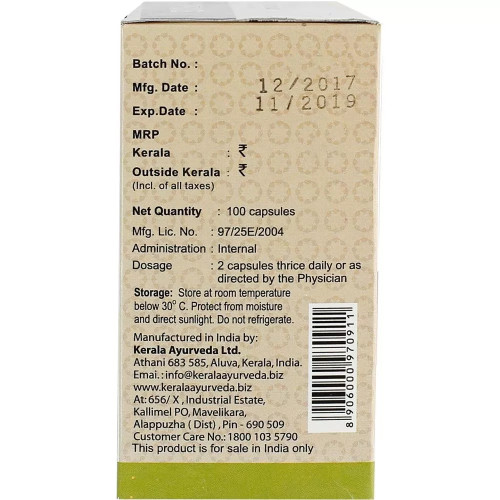 Batch No. :
Mfg. Date : 12/2017
Exp.Date : 11/2019
MRP
Kerala : ₹
Outside Kerala : ₹
(Incl. of all taxes)
Net Quantity : 100 capsules
Mfg. Lic. No. : 97/25E/2004
Administration : Internal
Dosage : 2 capsules thrice daily or as
directed by the Physician
Storage: Store at room temperature
below 30° C. Protect from moisture
and direct sunlight. Do not refrigerate.
Manufactured in India by:
Kerala Ayurveda Ltd.
Athani 683 585, Aluva, Kerala, India.
Emai.: info@keralaayurveda.biz
www.keralaayurveda.biz
At: 656/ X , Industrial Estate,
Kallimel PO, Mavelikara,
Alappuzha ( Dist) , Pin - 690 509
Customer Care No.: 1800 103 5790
This product is for sale in India only
8906000970911